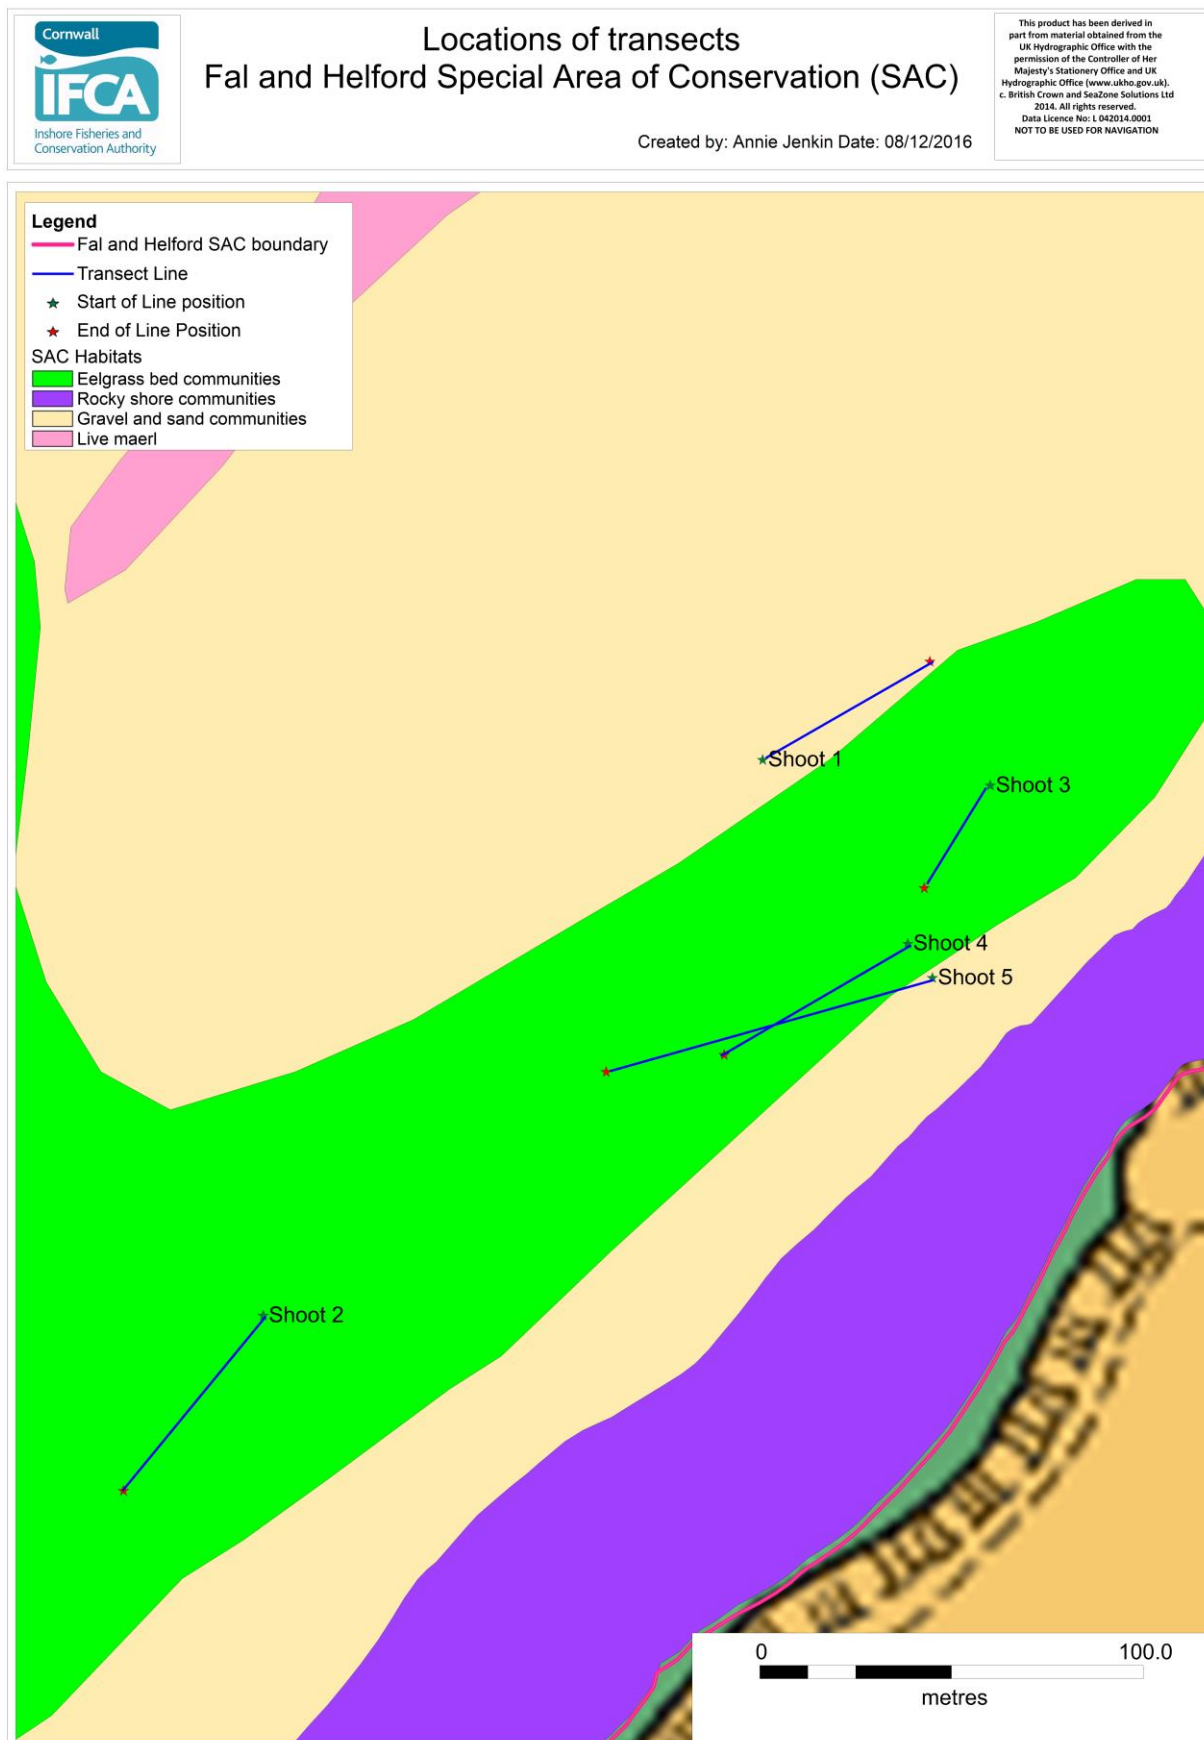 Cornwall
IFCA
Inshore Fisheries and
Conservation Authority
Locations of transects
Fal and Helford Special Area of Conservation (SAC)
Created by: Annie Jenkin Date: 08/12/2016
This product has been derived in
part from material obtained from the
UK Hydrographic Office with the
permission of the Controller of Her
Majesty's Stationery Office and UK
Hydrographic Office (www.ukho.gov.uk).
c. British Crown and SeaZone Solutions Ltd
2014. All rights reserved.
Data Licence No: L 042014.0001
NOT TO BE USED FOR NAVIGATION
Legend
Fal and Helford SAC boundary
Transect Line
Start of Line position
End of Line Position
SAC Habitats
Eelgrass bed communities
Rocky shore communities
Gravel and sand communities
Live maerl
Shoot 1
Shoot 3
Shoot 4
Shoot 5
Shoot 2
0 100.0
metres